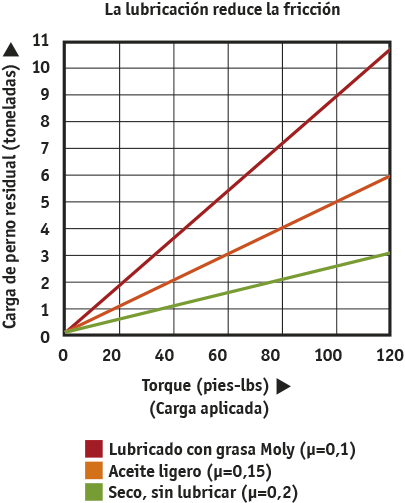 La lubricación reduce la fricción
Carga de perno residual (toneladas) ▶
11
10
9
8
7
6
5
4
3
2
1
0
0 20 40 60 80 100 120
Torque (pies-lbs) ▶
(Carga aplicada)
Lubricado con grasa Moly (μ=0,1)
Aceite ligero (μ=0,15)
Seco, sin lubricar (μ=0,2)